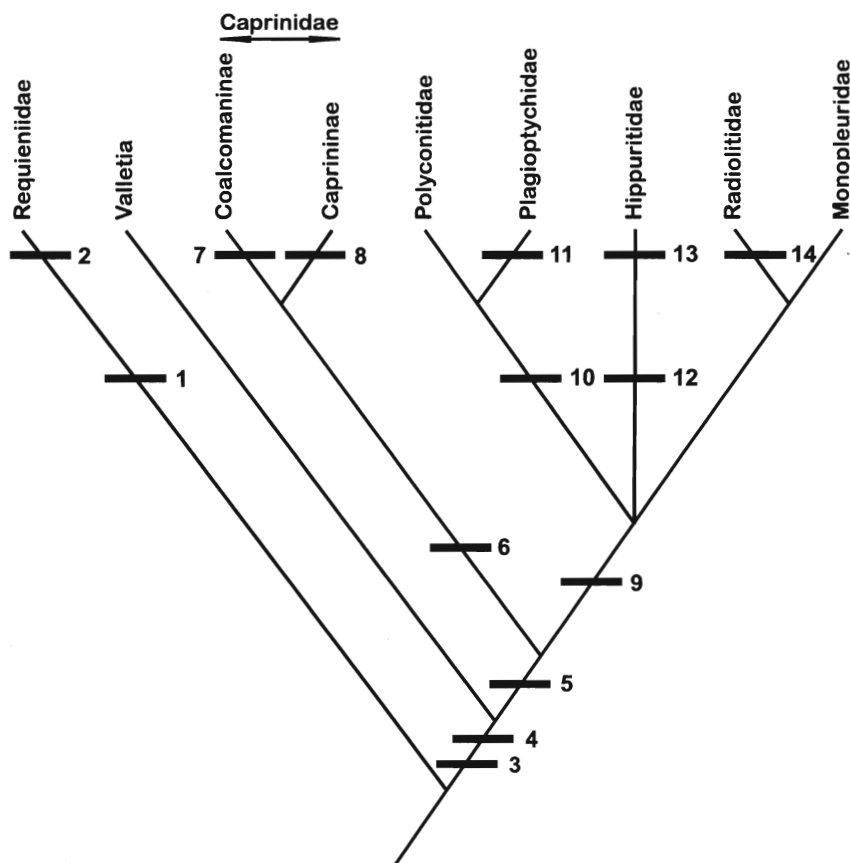 Caprinidae
Requieniidae
Valletia
Coalcomaninae
Caprininae
Polyconitidae
Plagioptychidae
Hippuritidae
Radiolitidae
Monopleuridae
2
7
8
11
13
14
1
10
12
6
9
5
4
3